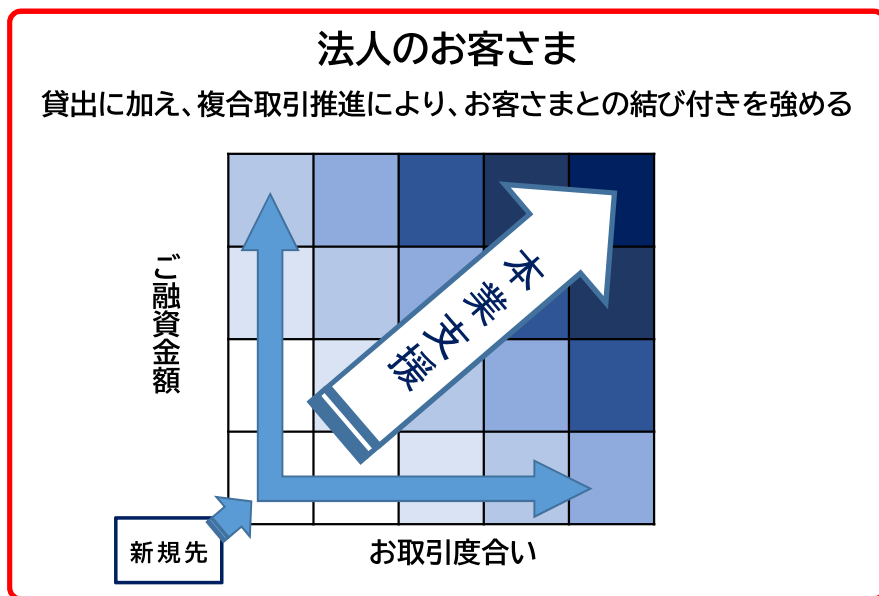 法人のお客さま
貸出に加え、複合取引推進により、お客さまとの結び付きを強める
ご融資金額
本業支援
新規先
お取引度合い